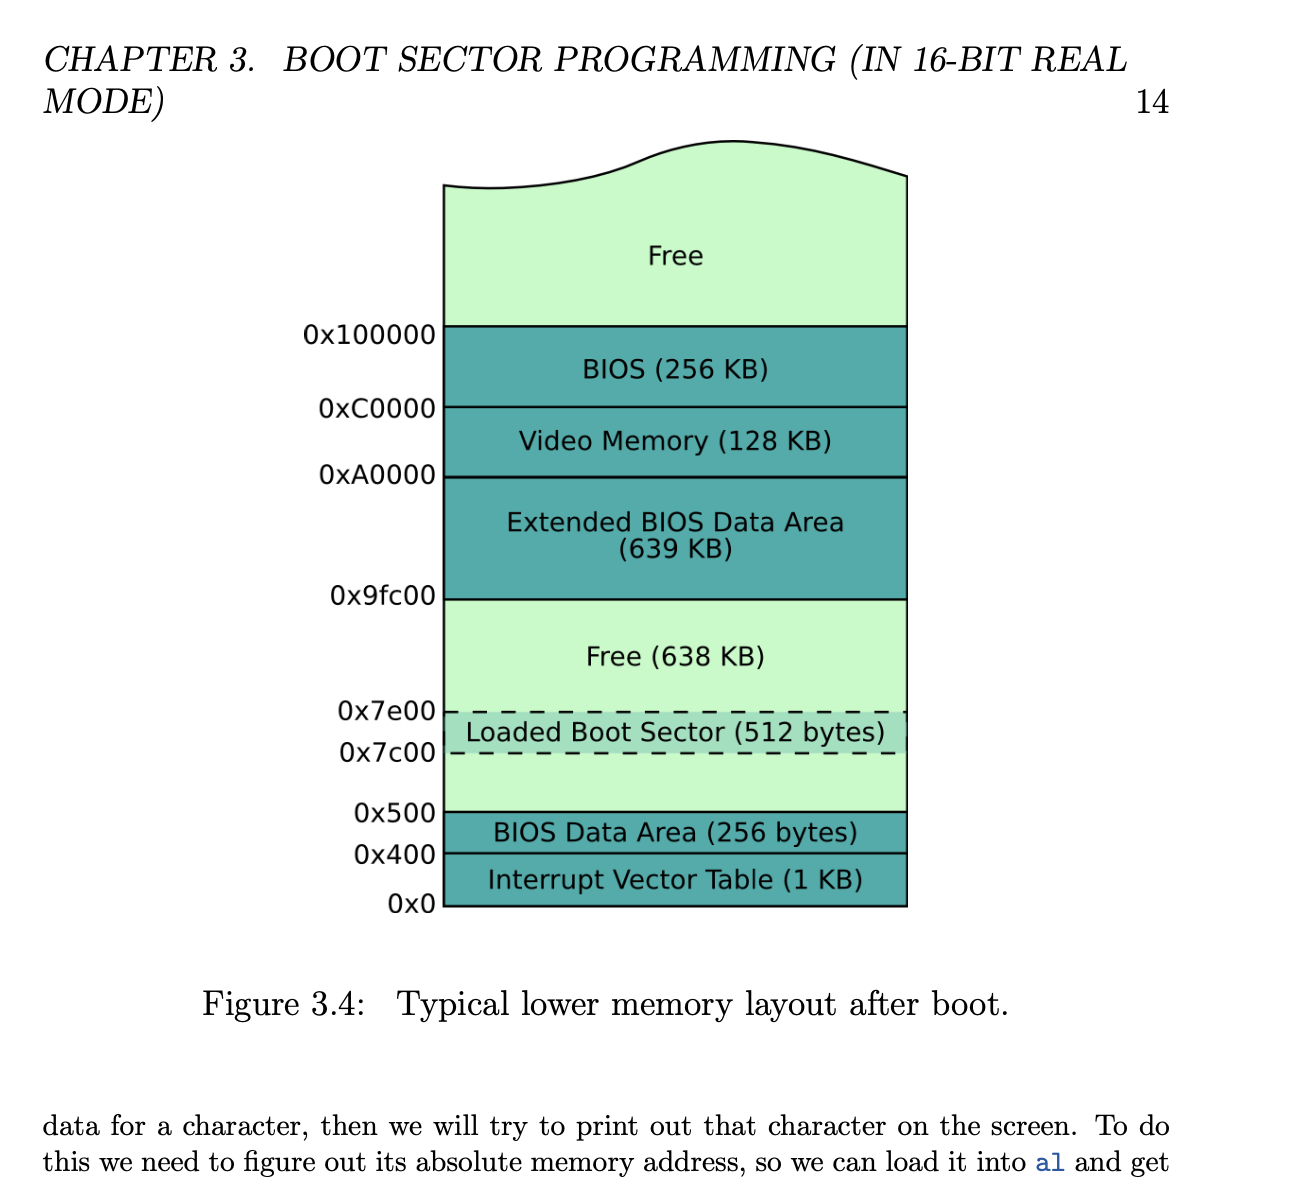 CHAPTER 3. BOOT SECTOR PROGRAMMING (IN 16-BIT REAL
MODE) 14
Free
0x100000
BIOS (256 KB)
0xC0000
Video Memory (128 KB)
0xA0000
Extended BIOS Data Area
(639 KB)
0x9fc00
Free (638 KB)
0x7e00
Loaded Boot Sector (512 bytes)
0x7c00
0x500
BIOS Data Area (256 bytes)
0x400
Interrupt Vector Table (1 KB)
0x0
Figure 3.4: Typical lower memory layout after boot.
data for a character, then we will try to print out that character on the screen. To do
this we need to figure out its absolute memory address, so we can load it into al and get